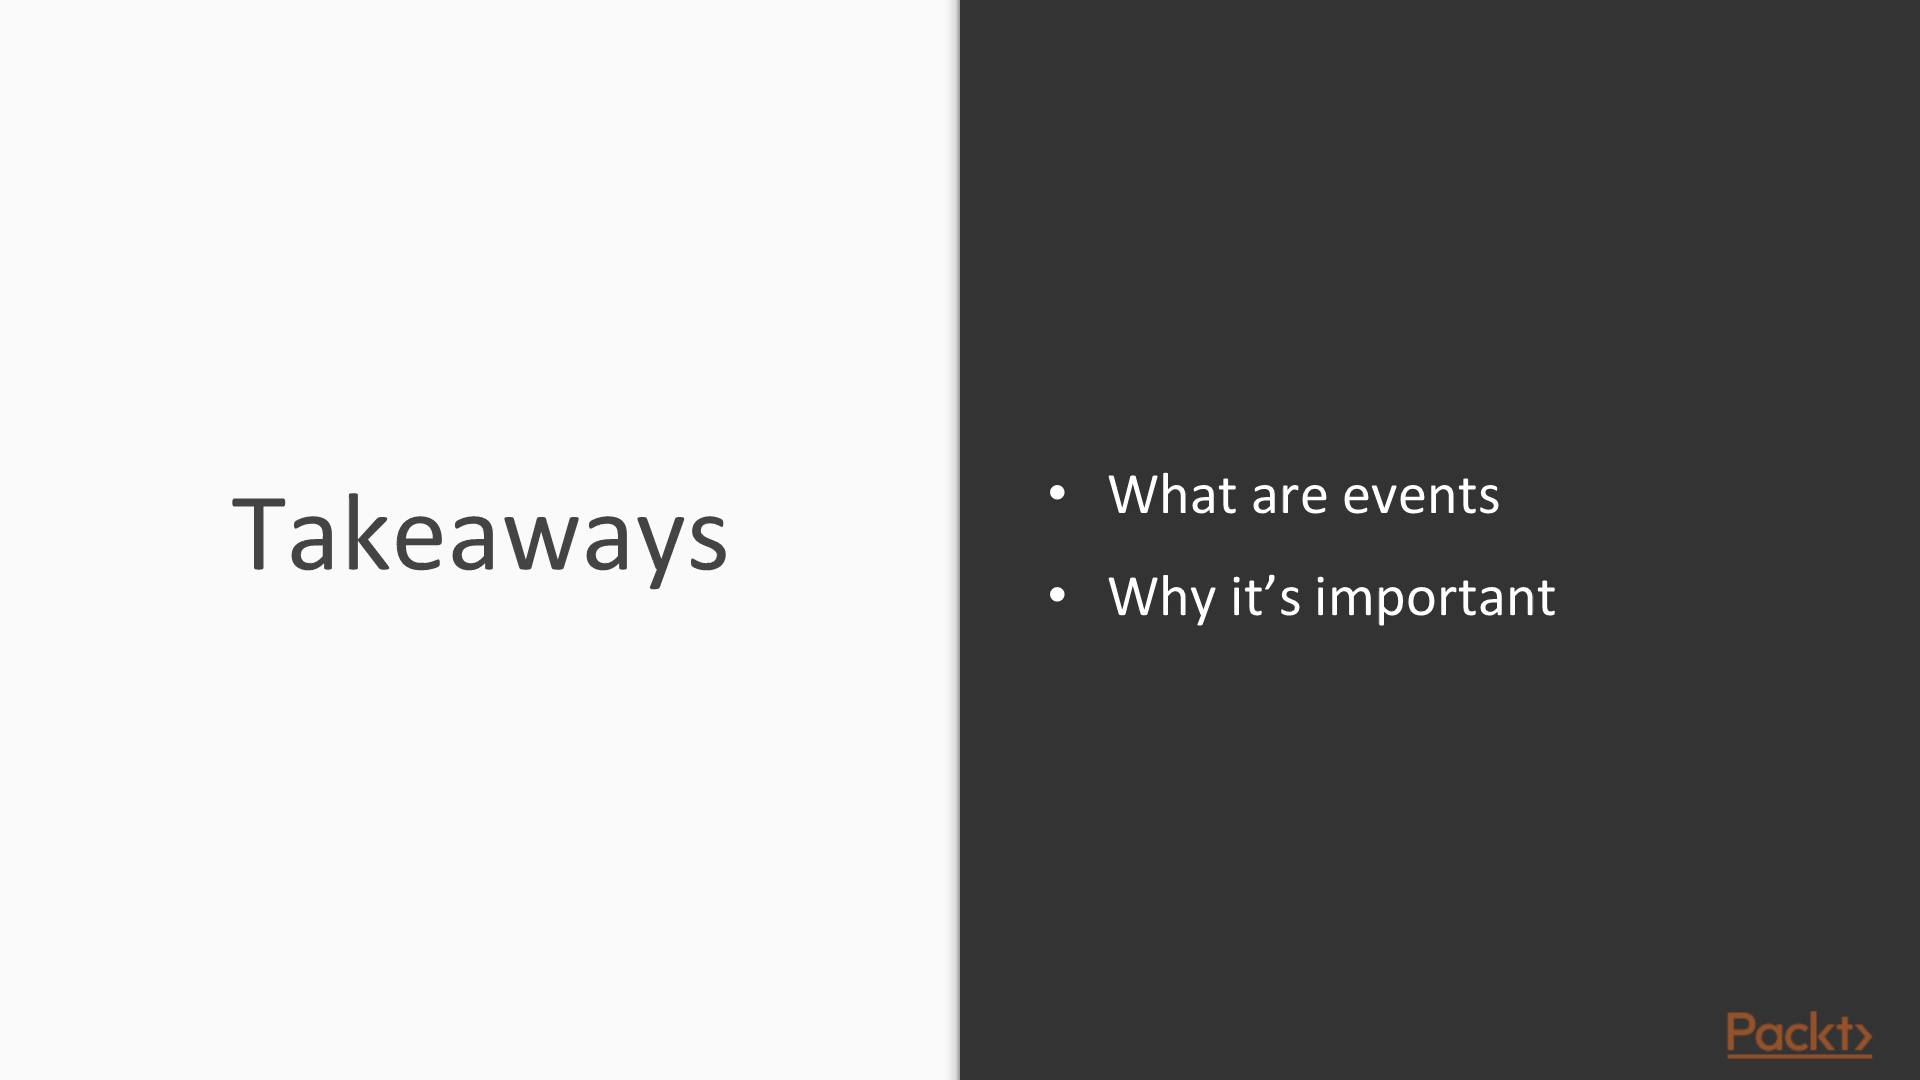 Takeaways
• What are events
• Why it’s important
Packt>